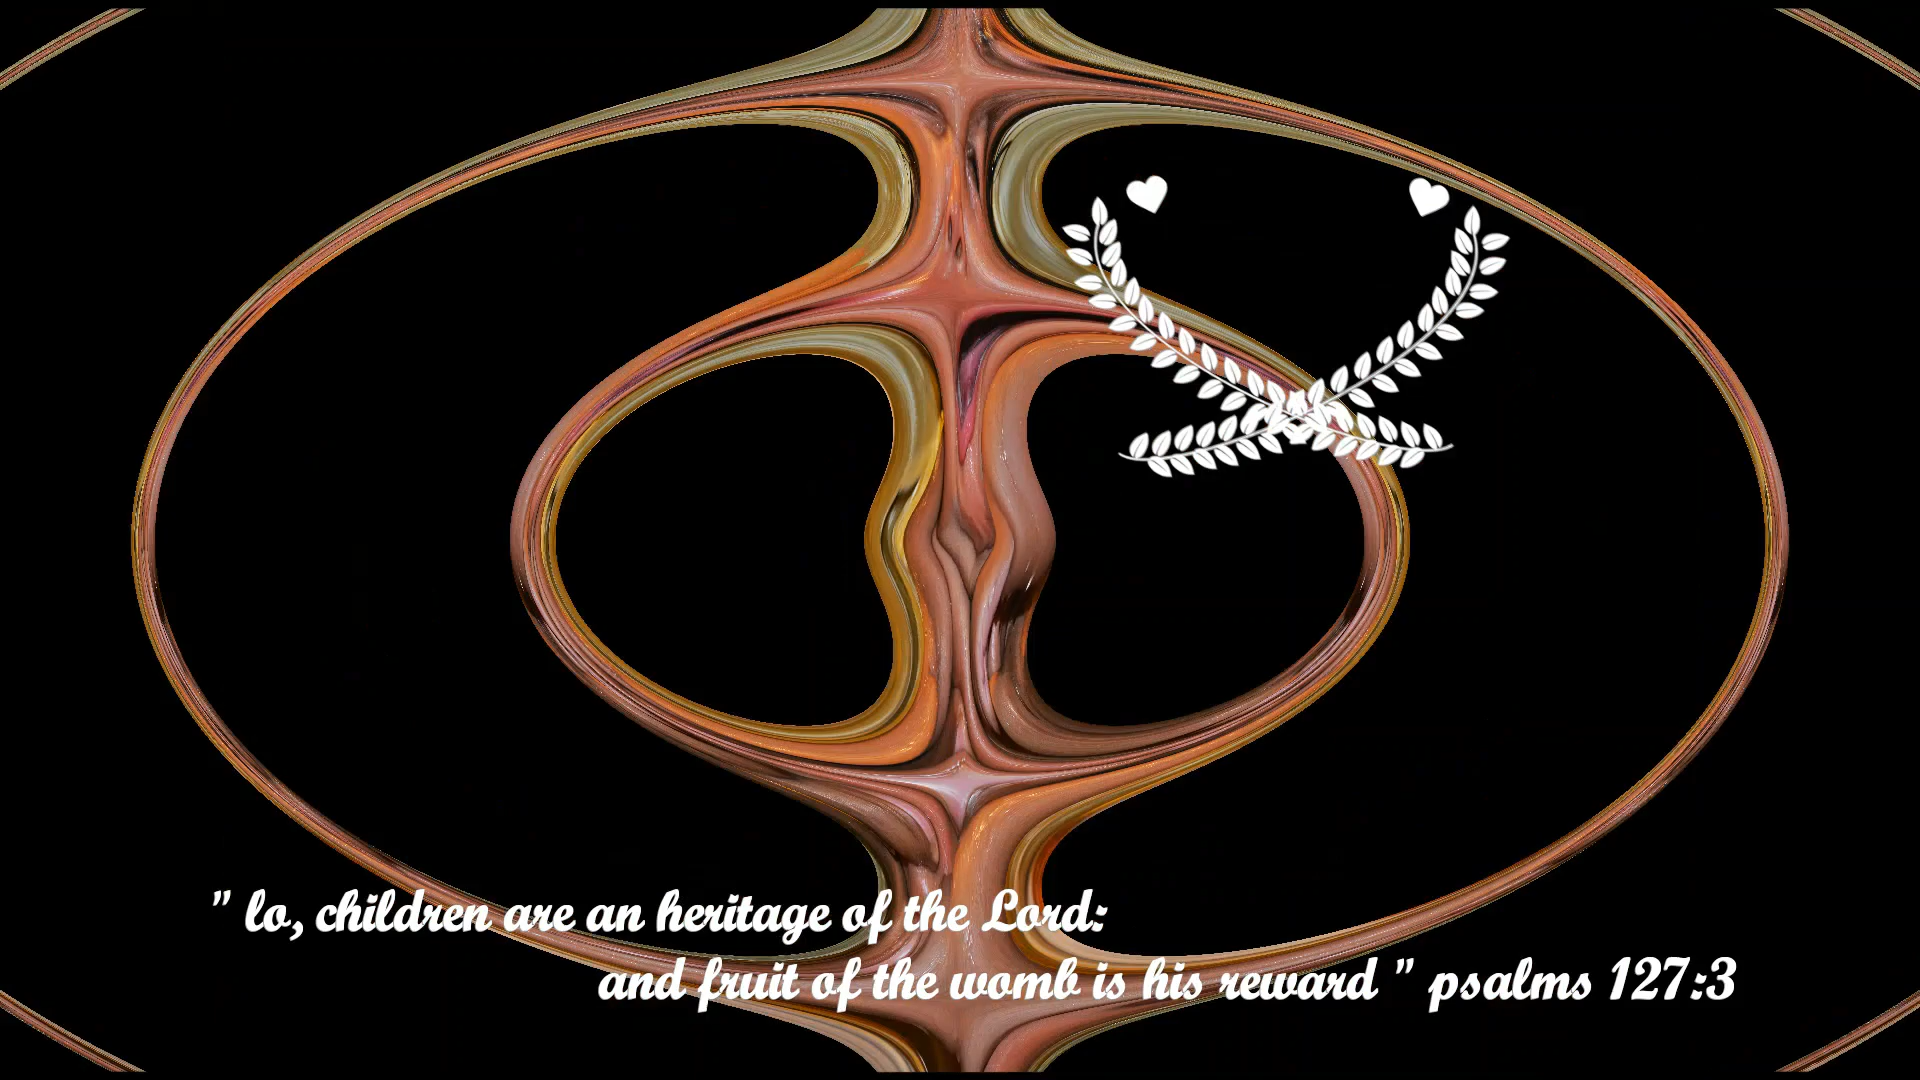 " lo, children are an heritage of the Lord:
and fruit of the womb is his reward " psalms 127:3